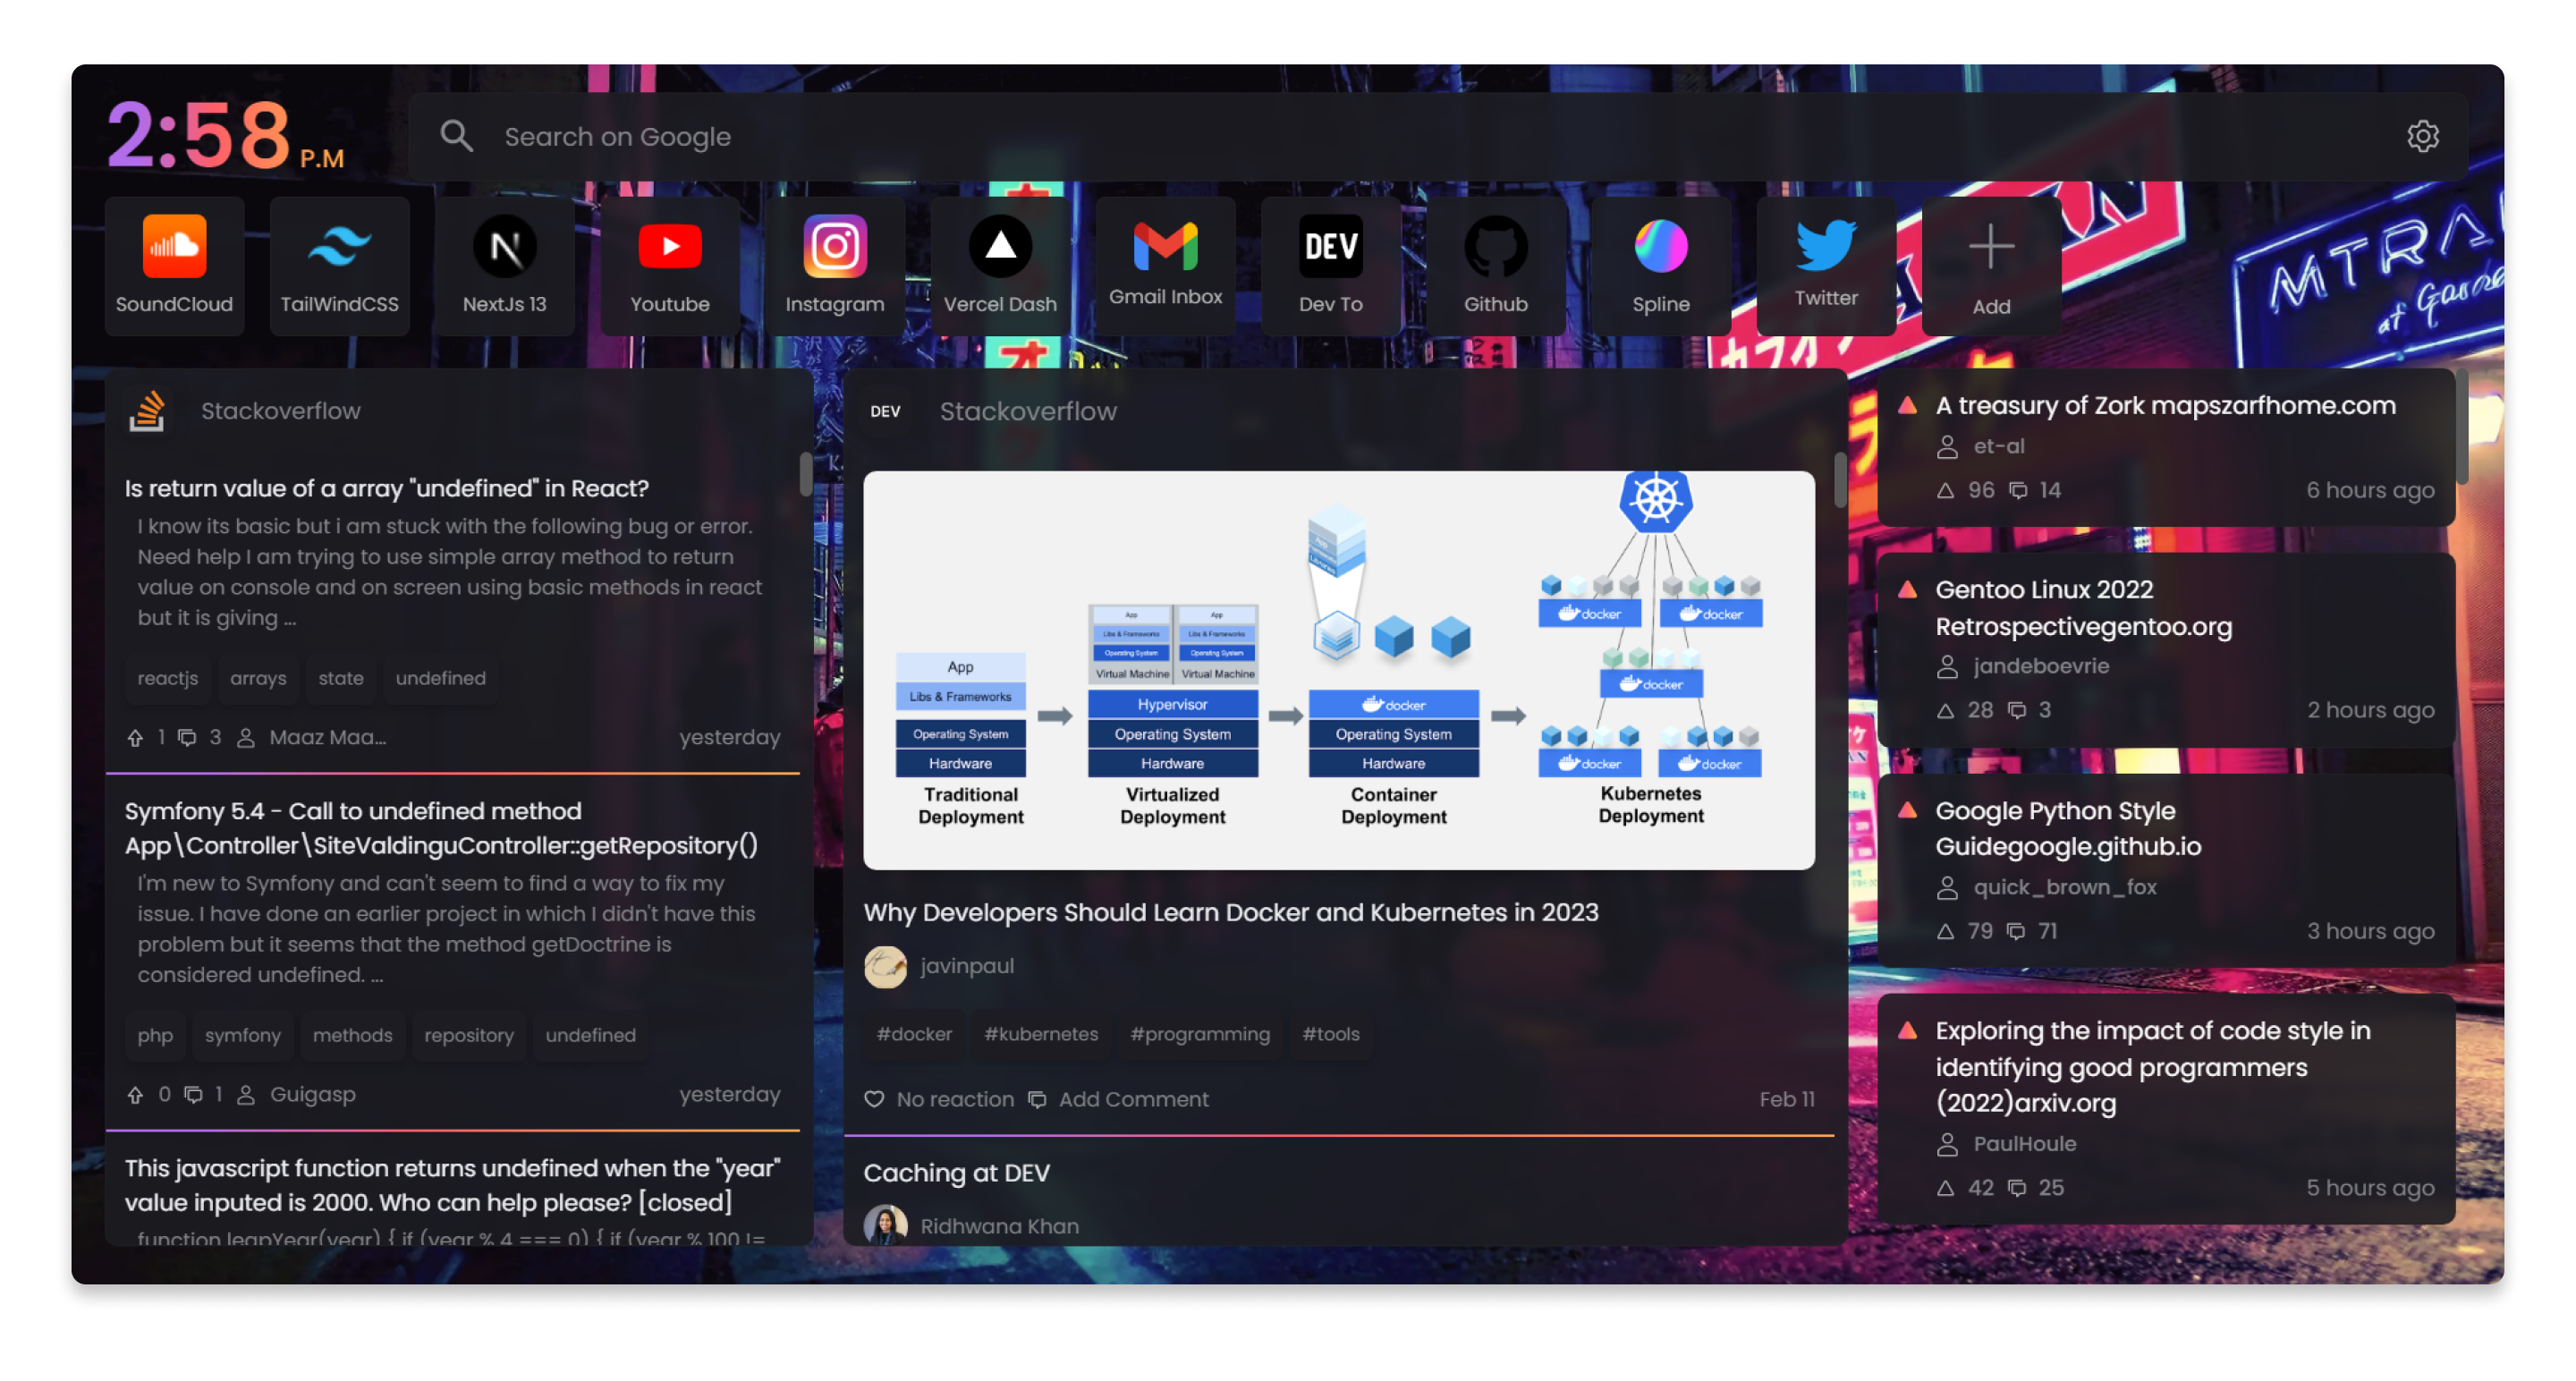 2:58 P.M
Search on Google
SoundCloud
TailWindCSS
N
NextJs 13
Youtube
Instagram
Vercel Dash
Gmail Inbox
DEV
Dev To
Github
Spline
Twitter
Add
MTRA
at Garde
カラオ
オ
Stackoverflow
Is return value of a array "undefined" in React?
I know its basic but i am stuck with the following bug or error.
Need help I am trying to use simple array method to return
value on console and on screen using basic methods in react
but it is giving ...
reactjs arrays state undefined
1 3 Maaz Maa...
yesterday
Symfony 5.4 - Call to undefined method
App\Controller\SiteValdinguController::getRepository()
I'm new to Symfony and can't seem to find a way to fix my
issue. I have done an earlier project in which I didn't have this
problem but it seems that the method getDoctrine is
considered undefined. ...
php symfony methods repository undefined
0 1 Guigasp
yesterday
This javascript function returns undefined when the "year"
value inputed is 2000. Who can help please? [closed]
function leapYear(year) { if (year % 4 === 0) { if (year % 100 !=
DEV Stackoverflow
App
Libs & Frameworks
Operating System
Hardware
Traditional
Deployment
App
Libs & Frameworks
Operating System
Virtual Machine
App
Libs & Frameworks
Operating System
Virtual Machine
Hypervisor
Operating System
Hardware
Virtualized
Deployment
App
docker
Operating System
Hardware
Container
Deployment
docker
docker
docker
docker
docker
Kubernetes
Deployment
Why Developers Should Learn Docker and Kubernetes in 2023
javinpaul
#docker #kubernetes #programming #tools
No reaction Add Comment
Feb 11
Caching at DEV
Ridhwana Khan
A treasury of Zork mapszarfhome.com
et-al
96 14
6 hours ago
Gentoo Linux 2022
Retrospectivegentoo.org
jandeboevrie
28 3
2 hours ago
Google Python Style
Guidegoogle.github.io
quick_brown_fox
79 71
3 hours ago
Exploring the impact of code style in
identifying good programmers
(2022)arxiv.org
PaulHoule
42 25
5 hours ago